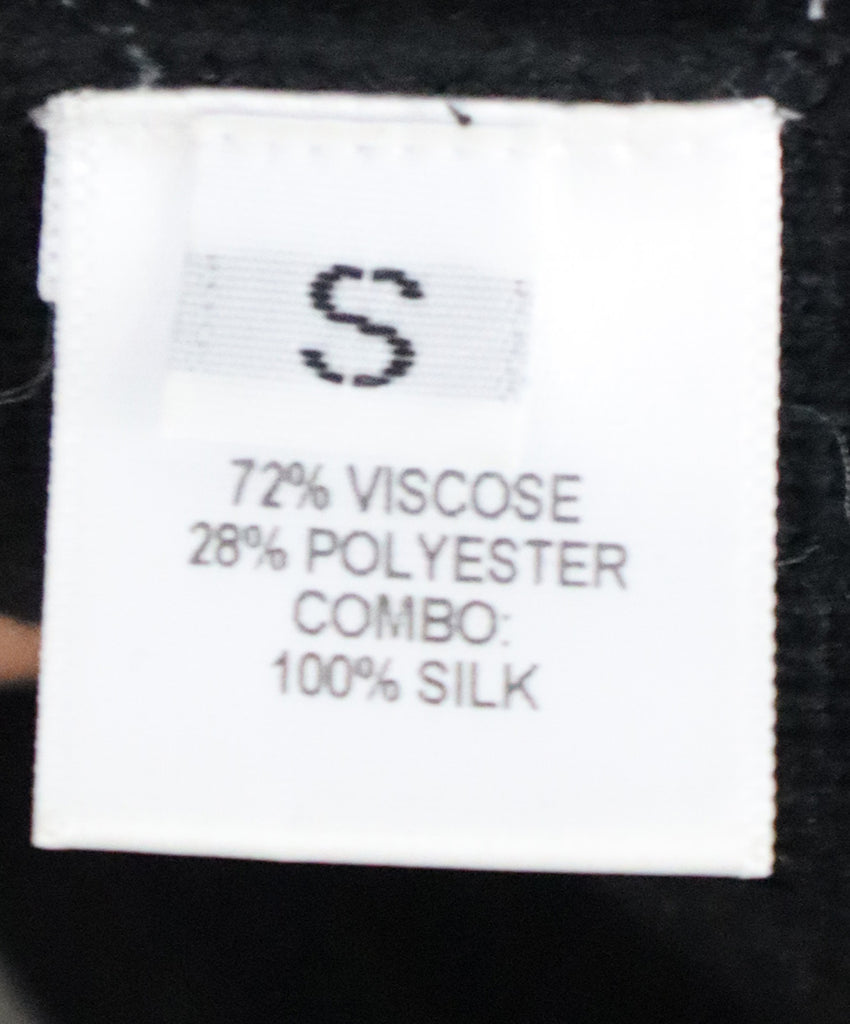 S
72% VISCOSE
28% POLYESTER
COMBO:
100% SILK